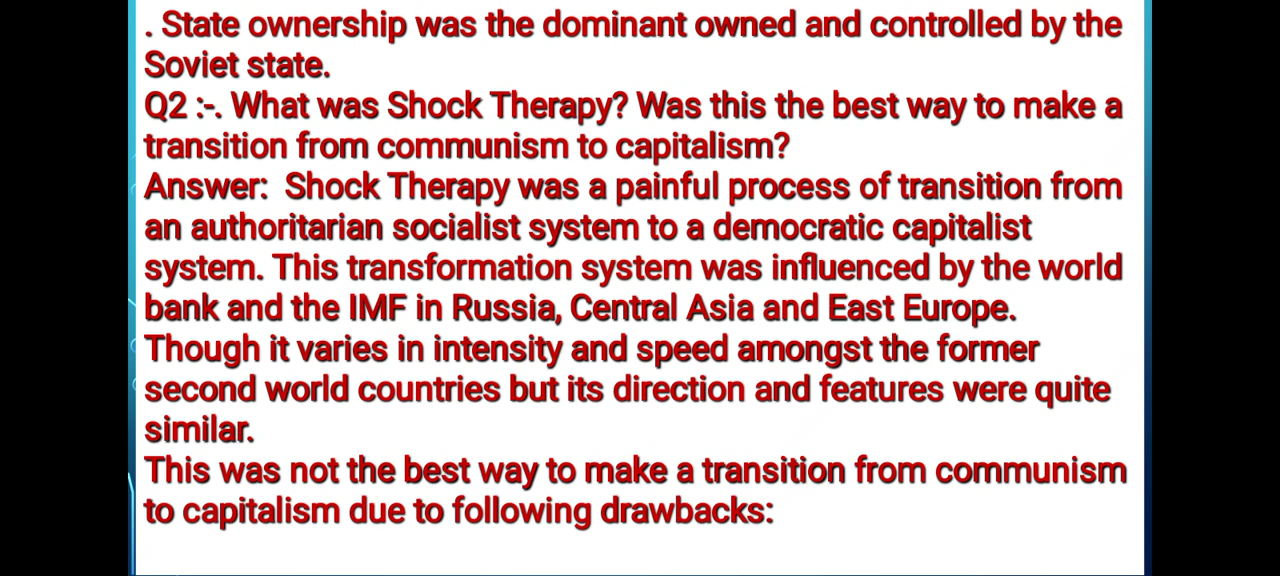 . State ownership was the dominant owned and controlled by the
Soviet state.
Q2 :-. What was Shock Therapy? Was this the best way to make a
transition from communism to capitalism?
Answer:  Shock Therapy was a painful process of transition from
an authoritarian socialist system to a democratic capitalist
system. This transformation system was influenced by the world
bank and the IMF in Russia, Central Asia and East Europe.
Though it varies in intensity and speed amongst the former
second world countries but its direction and features were quite
similar.
This was not the best way to make a transition from communism
to capitalism due to following drawbacks: